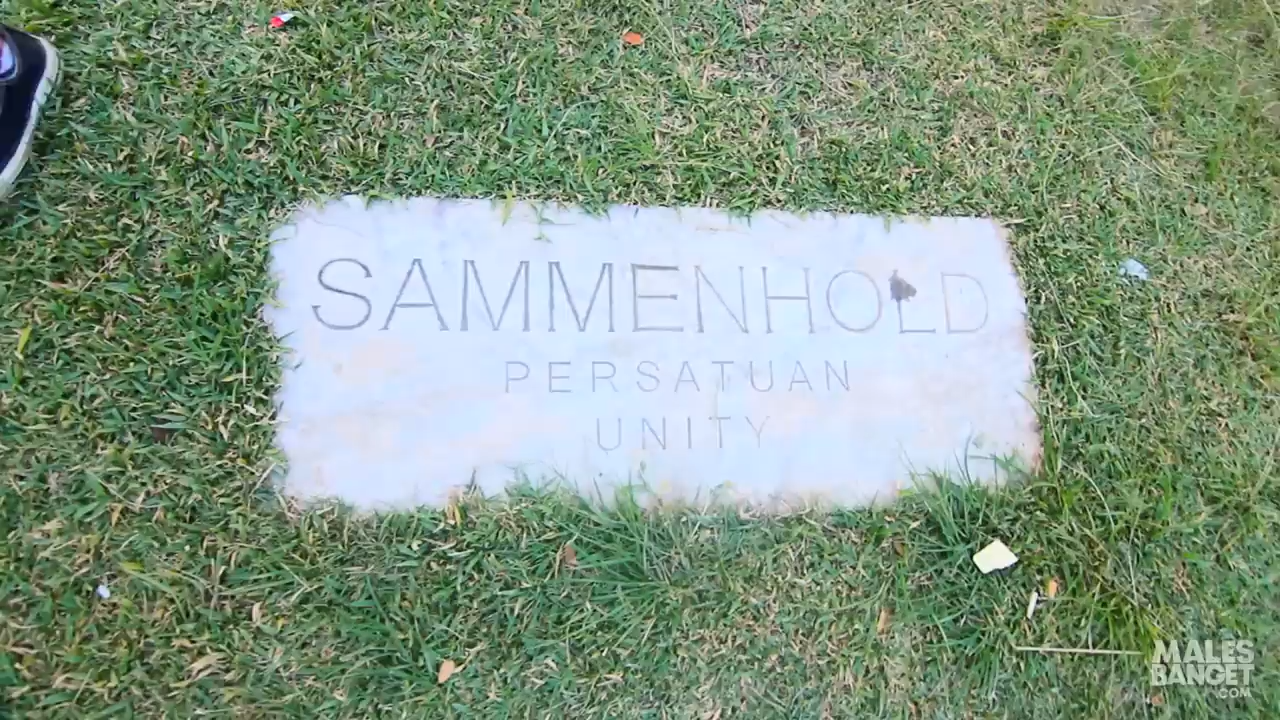 SAMMENHOLD
PERSATUAN
UNITY
MALES
BANGET
.COM